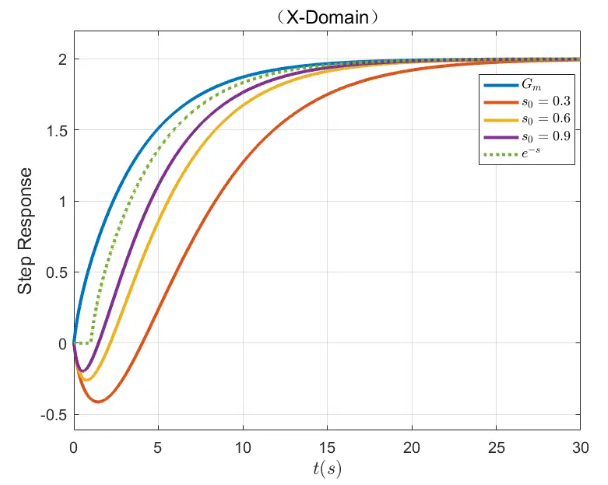 （X-Domain）
Step Response
2
1.5
1
0.5
0
-0.5
0 5 10 15 20 25 30
t(s)
G_m
s_0 = 0.3
s_0 = 0.6
s_0 = 0.9
e^{-s}